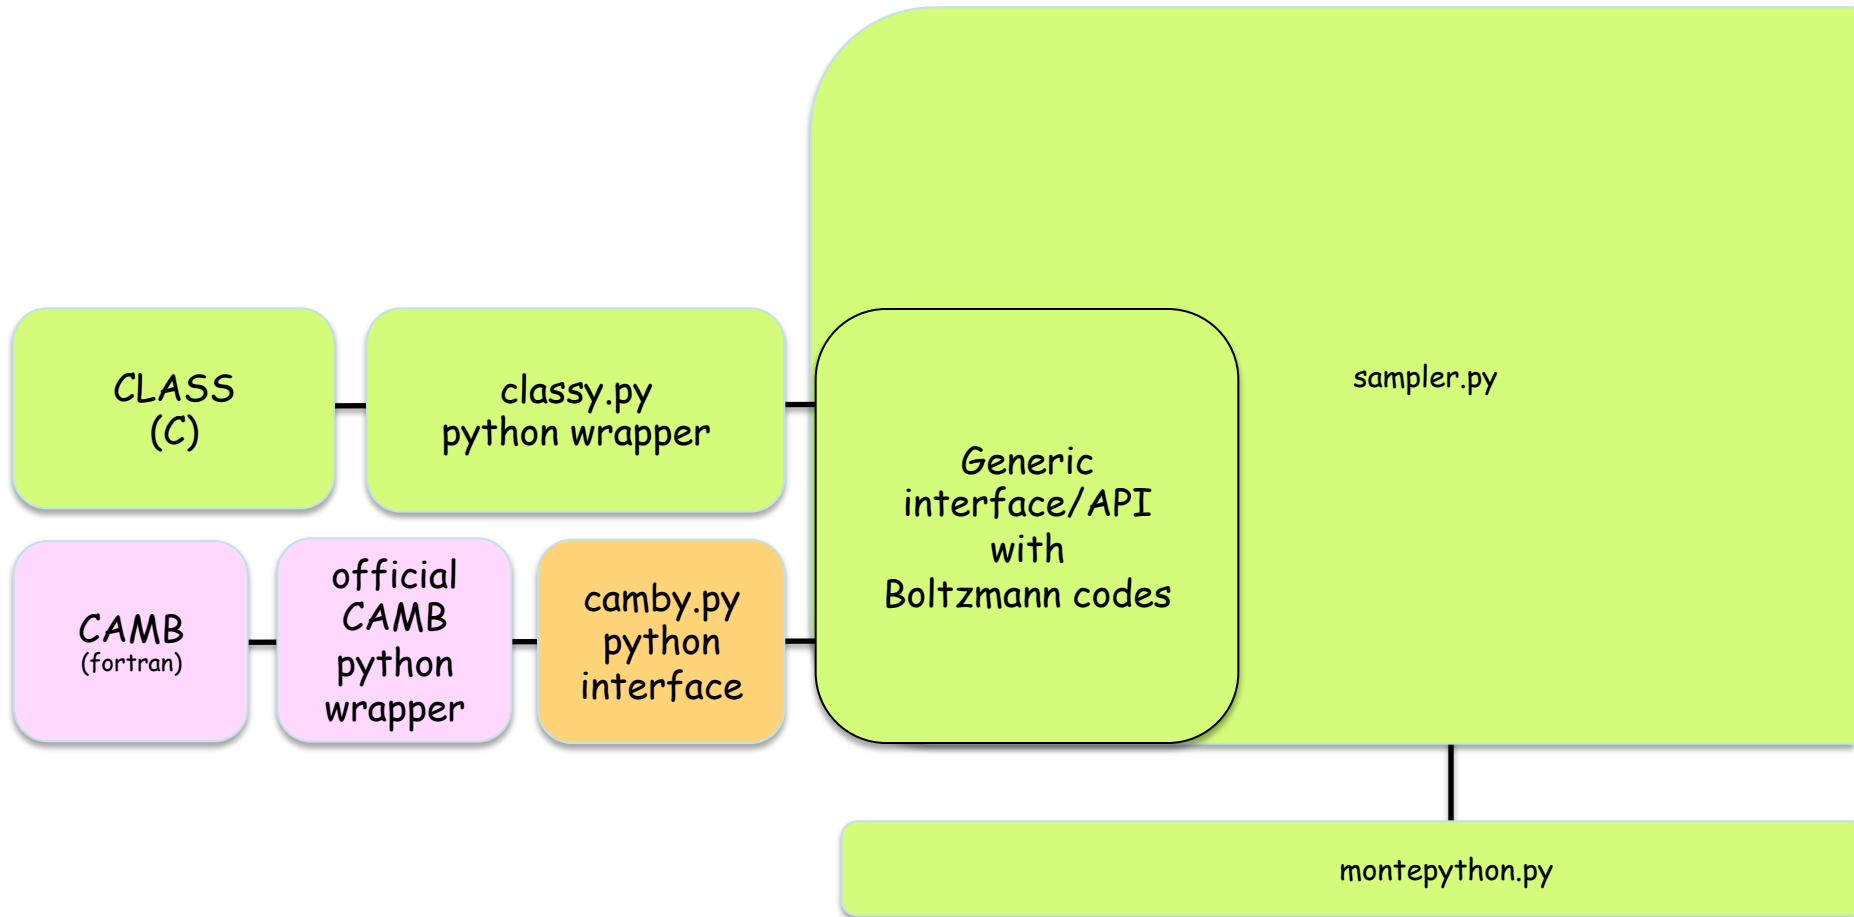 CLASS
(C)
classy.py
python wrapper
sampler.py
Generic
interface/API
with
Boltzmann codes
CAMB
(fortran)
official
CAMB
python
wrapper
camby.py
python
interface
montepython.py